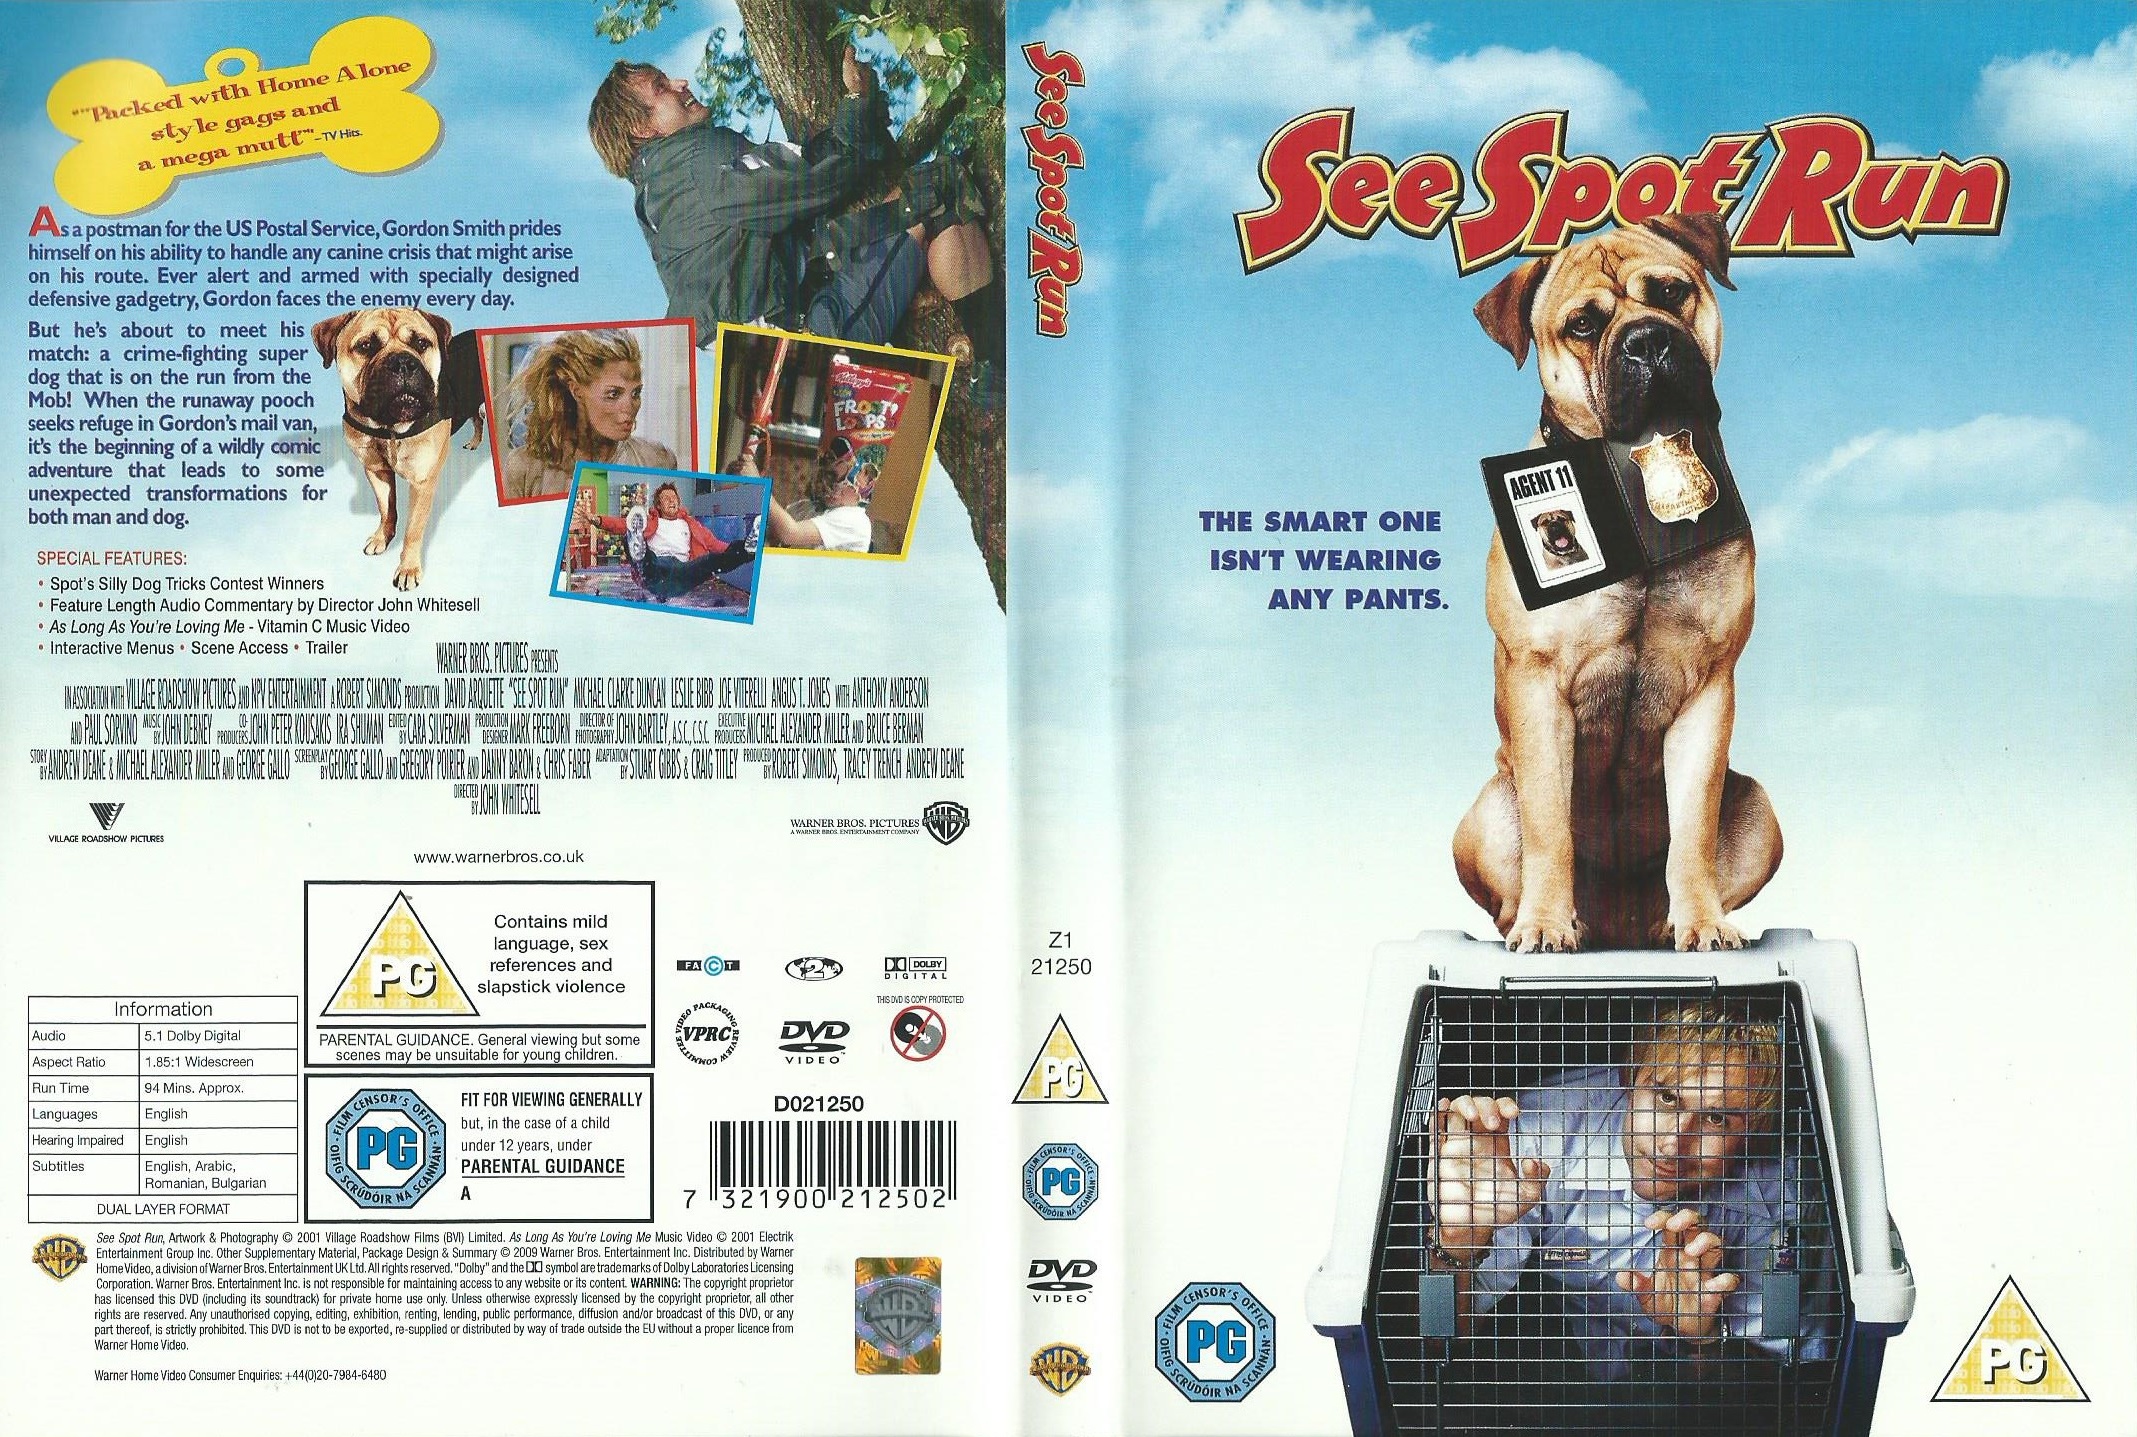 ""Packed with Home Alone
style gags and
a mega mutt"" -TV Hits.
As a postman for the US Postal Service, Gordon Smith prides
himself on his ability to handle any canine crisis that might arise
on his route. Ever alert and armed with specially designed
defensive gadgetry, Gordon faces the enemy every day.
But he's about to meet his
match: a crime-fighting super
dog that is on the run from the
Mob! When the runaway pooch
seeks refuge in Gordon's mail van,
it's the beginning of a wildly comic
adventure that leads to some
unexpected transformations for
both man and dog.
Kellogg's
FROOT
LOOPS
SPECIAL FEATURES:
• Spot's Silly Dog Tricks Contest Winners
• Feature Length Audio Commentary by Director John Whitesell
• As Long As You're Loving Me - Vitamin C Music Video
• Interactive Menus • Scene Access • Trailer
WARNER BROS. PICTURES PRESENTS
IN ASSOCIATION WITH VILLAGE ROADSHOW PICTURES AND NPV ENTERTAINMENT A ROBERT SIMONDS PRODUCTION DAVID ARQUETTE "SEE SPOT RUN" MICHAEL CLARKE DUNCAN LESLIE BIBB JOE VITERELLI ANGUS T. JONES WITH ANTHONY ANDERSON
AND PAUL SORVINO MUSIC BY JOHN DEBNEY CO-PRODUCERS JOHN PETER KOUSAKIS IRA SHUMAN EDITED BY CARA SILVERMAN PRODUCTION DESIGNER MARK FREEBORN DIRECTOR OF PHOTOGRAPHY JOHN BARTLEY, A.S.C., C.S.C. EXECUTIVE PRODUCERS MICHAEL ALEXANDER MILLER AND BRUCE BERMAN
STORY BY ANDREW DEANE & MICHAEL ALEXANDER MILLER AND GEORGE GALLO SCREENPLAY BY GEORGE GALLO AND GREGORY POIRIER AND DANNY BARON & CHRIS FABER ADAPTATION BY STUART GIBBS & CRAIG TITLEY PRODUCED BY ROBERT SIMONDS, TRACEY TRENCH ANDREW DEANE
DIRECTED BY JOHN WHITESELL
VILLAGE ROADSHOW PICTURES
WARNER BROS. PICTURES
A WARNER BROS. ENTERTAINMENT COMPANY
www.warnerbros.co.uk
PG
Contains mild
language, sex
references and
slapstick violence
PARENTAL GUIDANCE. General viewing but some
scenes may be unsuitable for young children.
FILM CENSOR'S OFFICE
OIFIG SCRÚDÓIR NA SCANNÁN
PG
FIT FOR VIEWING GENERALLY
but, in the case of a child
under 12 years, under
PARENTAL GUIDANCE
A
FACT
2
DOLBY
DIGITAL
VIDEO PACKAGING REVIEW COMMITTEE
VPRC
DVD
VIDEO
THIS DVD IS COPY PROTECTED
D021250
7 321900 212502
Information
Audio 5.1 Dolby Digital
Aspect Ratio 1.85:1 Widescreen
Run Time 94 Mins. Approx.
Languages English
Hearing Impaired English
Subtitles English, Arabic,
Romanian, Bulgarian
DUAL LAYER FORMAT
See Spot Run, Artwork & Photography © 2001 Village Roadshow Films (BVI) Limited. As Long As You're Loving Me Music Video © 2001 Electrik
Entertainment Group Inc. Other Supplementary Material, Package Design & Summary © 2009 Warner Bros. Entertainment Inc. Distributed by Warner
Home Video, a division of Warner Bros. Entertainment UK Ltd. All rights reserved. "Dolby" and the DD symbol are trademarks of Dolby Laboratories Licensing
Corporation. Warner Bros. Entertainment Inc. is not responsible for maintaining access to any website or its content. WARNING: The copyright proprietor
has licensed this DVD (including its soundtrack) for private home use only. Unless otherwise expressly licensed by the copyright proprietor, all other
rights are reserved. Any unauthorised copying, editing, exhibition, renting, lending, public performance, diffusion and/or broadcast of this DVD, or any
part thereof, is strictly prohibited. This DVD is not to be exported, re-supplied or distributed by way of trade outside the EU without a proper licence from
Warner Home Video.
Warner Home Video Consumer Enquiries: +44(0)20-7984-6480
See Spot Run
Z1
21250
PG
FILM CENSOR'S OFFICE
OIFIG SCRÚDÓIR NA SCANNÁN
PG
DVD
VIDEO
See Spot Run
AGENT 11
THE SMART ONE
ISN'T WEARING
ANY PANTS.
FILM CENSOR'S OFFICE
OIFIG SCRÚDÓIR NA SCANNÁN
PG
PG